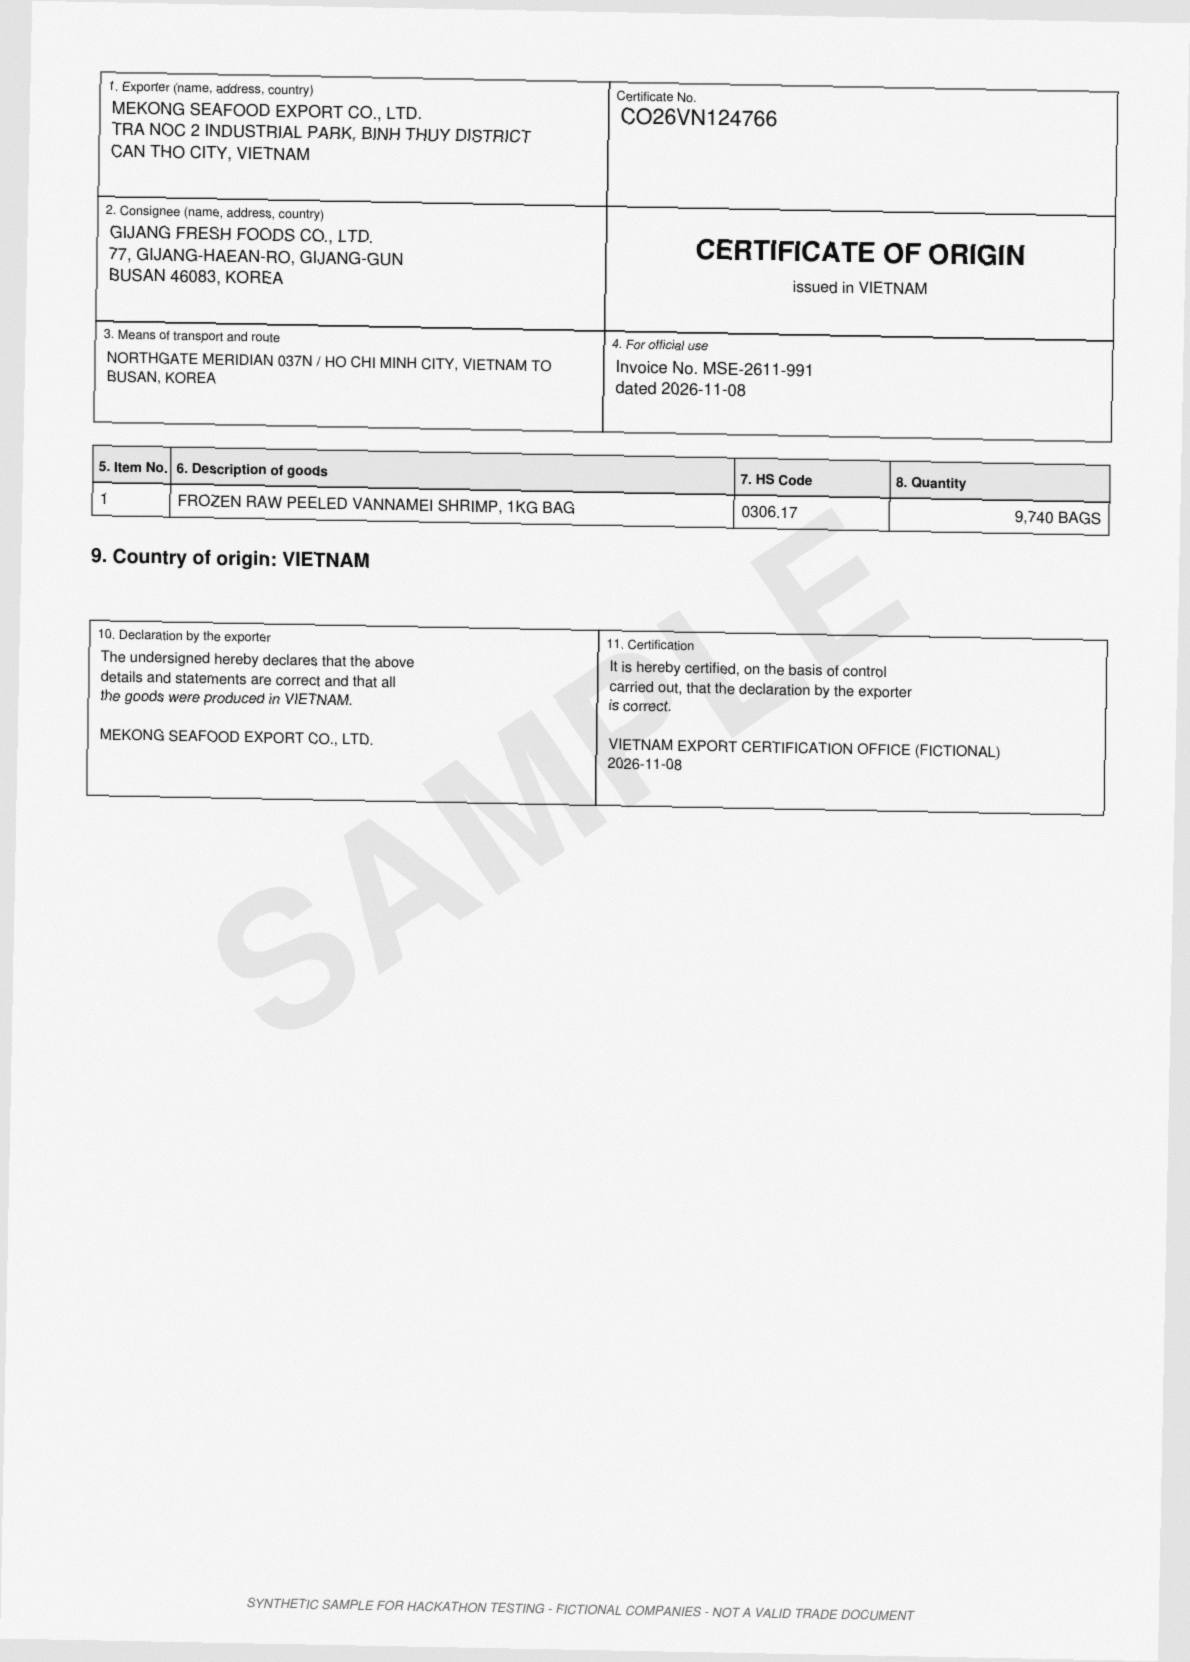 1. Exporter (name, address, country)
MEKONG SEAFOOD EXPORT CO., LTD.
TRA NOC 2 INDUSTRIAL PARK, BINH THUY DISTRICT
CAN THO CITY, VIETNAM
Certificate No.
CO26VN124766
2. Consignee (name, address, country)
GIJANG FRESH FOODS CO., LTD.
77, GIJANG-HAEAN-RO, GIJANG-GUN
BUSAN 46083, KOREA
CERTIFICATE OF ORIGIN
issued in VIETNAM
3. Means of transport and route
NORTHGATE MERIDIAN 037N / HO CHI MINH CITY, VIETNAM TO
BUSAN, KOREA
4. For official use
Invoice No. MSE-2611-991
dated 2026-11-08
5. Item No. 6. Description of goods 7. HS Code 8. Quantity
1 FROZEN RAW PEELED VANNAMEI SHRIMP, 1KG BAG 0306.17 9,740 BAGS
9. Country of origin: VIETNAM
10. Declaration by the exporter
The undersigned hereby declares that the above
details and statements are correct and that all
the goods were produced in VIETNAM.
MEKONG SEAFOOD EXPORT CO., LTD.
11. Certification
It is hereby certified, on the basis of control
carried out, that the declaration by the exporter
is correct.
VIETNAM EXPORT CERTIFICATION OFFICE (FICTIONAL)
2026-11-08
SAMPLE
SYNTHETIC SAMPLE FOR HACKATHON TESTING - FICTIONAL COMPANIES - NOT A VALID TRADE DOCUMENT